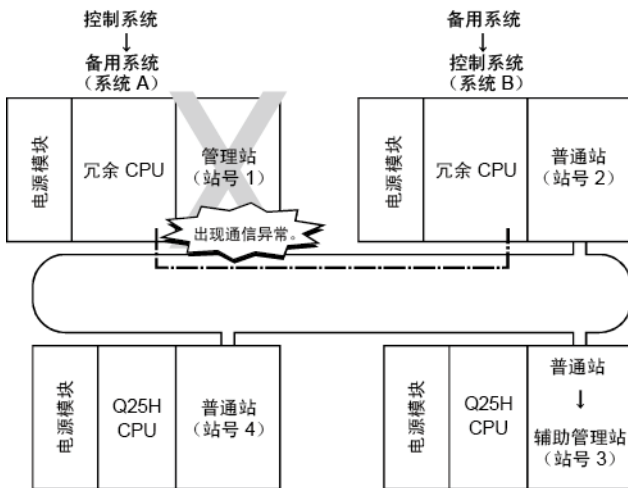 控制系统
↓
备用系统
（系统 A）
备用系统
↓
控制系统
（系统 B）
电源模块
冗余 CPU
管理站
（站号 1）
电源模块
冗余 CPU
普通站
（站号 2）
出现通信异常。
电源模块
Q25H
CPU
普通站
（站号 4）
电源模块
Q25H
CPU
普通站
↓
辅助管理站
（站号 3）